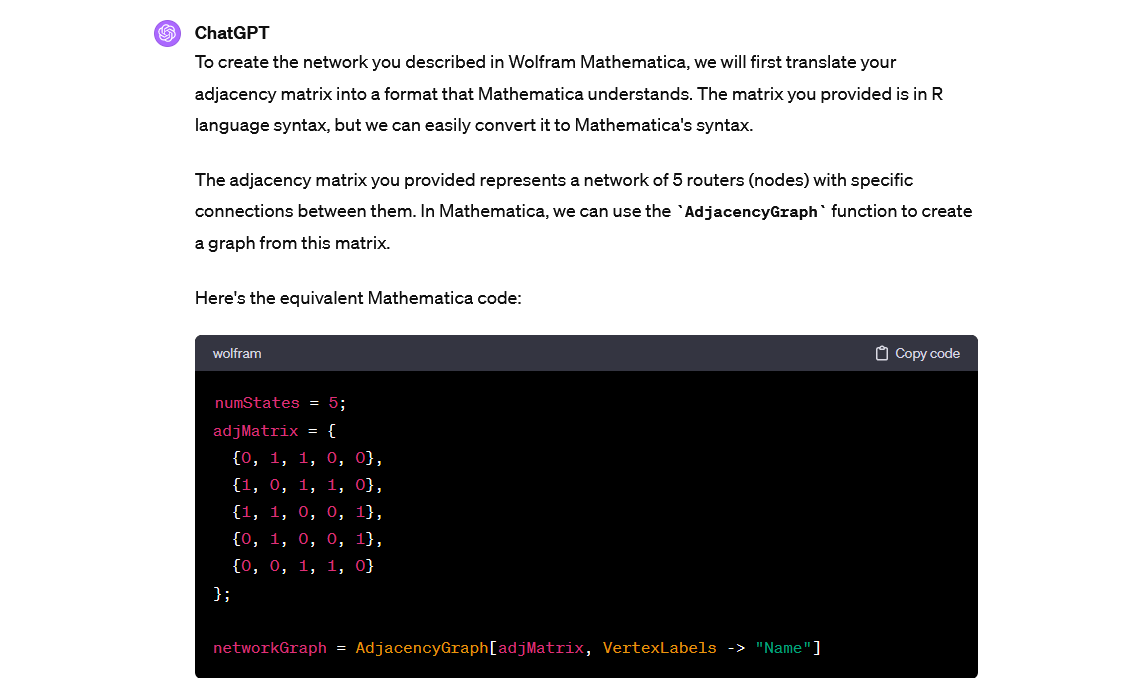 ChatGPT
To create the network you described in Wolfram Mathematica, we will first translate your
adjacency matrix into a format that Mathematica understands. The matrix you provided is in R
language syntax, but we can easily convert it to Mathematica's syntax.
The adjacency matrix you provided represents a network of 5 routers (nodes) with specific
connections between them. In Mathematica, we can use the `AdjacencyGraph` function to create
a graph from this matrix.
Here's the equivalent Mathematica code:
wolfram Copy code
numStates = 5;
adjMatrix = {
{0, 1, 1, 0, 0},
{1, 0, 1, 1, 0},
{1, 1, 0, 0, 1},
{0, 1, 0, 0, 1},
{0, 0, 1, 1, 0}
};
networkGraph = AdjacencyGraph[adjMatrix, VertexLabels -> "Name"]